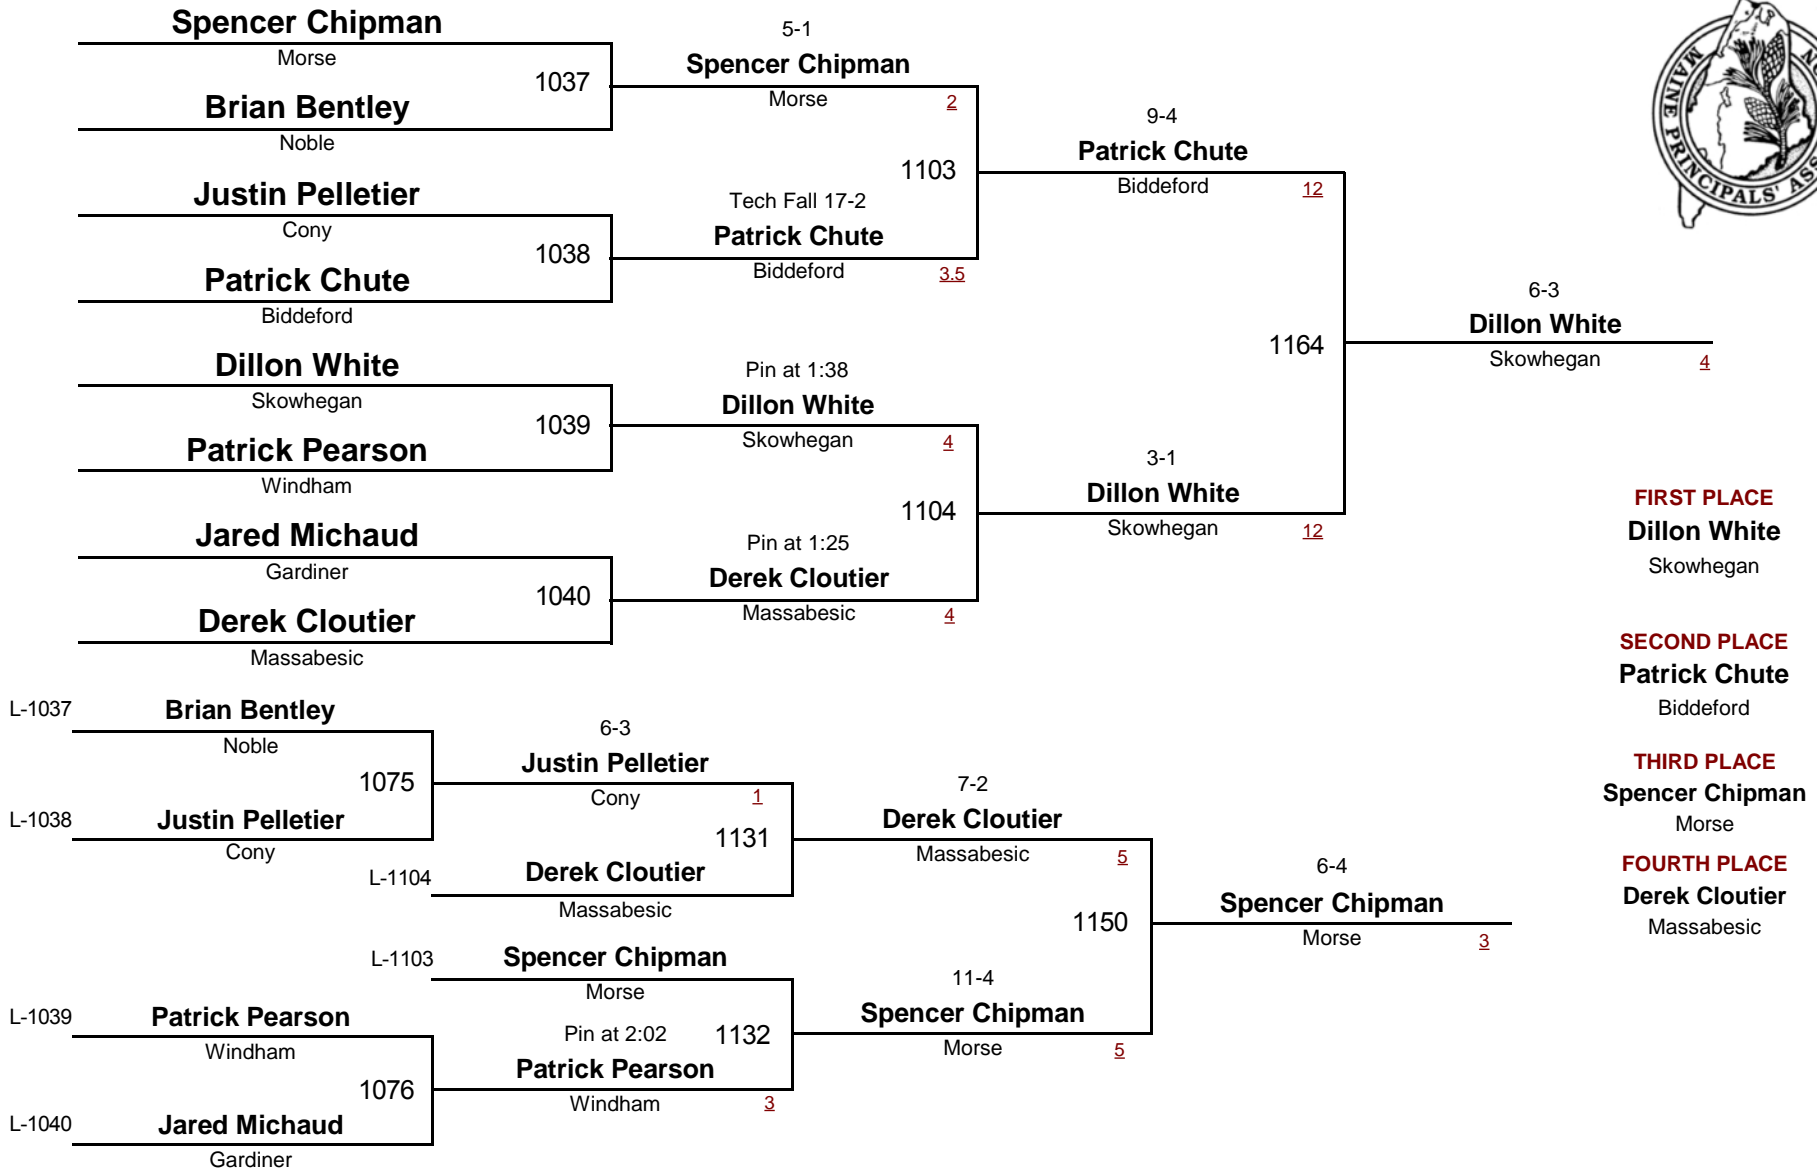 Spencer Chipman
Morse
1037
Brian Bentley
Noble
Justin Pelletier
Cony
1038
Patrick Chute
Biddeford
Dillon White
Skowhegan
1039
Patrick Pearson
Windham
Jared Michaud
Gardiner
1040
Derek Cloutier
Massabesic
5-1
Spencer Chipman
Morse
2
1103
Tech Fall 17-2
Patrick Chute
Biddeford
3.5
Pin at 1:38
Dillon White
Skowhegan
4
1104
Pin at 1:25
Derek Cloutier
Massabesic
4
9-4
Patrick Chute
Biddeford
12
1164
3-1
Dillon White
Skowhegan
12
6-3
Dillon White
Skowhegan
4
MAINE PRINCIPALS' ASS
ON
FIRST PLACE
Dillon White
Skowhegan
SECOND PLACE
Patrick Chute
Biddeford
THIRD PLACE
Spencer Chipman
Morse
FOURTH PLACE
Derek Cloutier
Massabesic
L-1037
Brian Bentley
Noble
1075
L-1038
Justin Pelletier
Cony
6-3
Justin Pelletier
Cony
1
1131
L-1104
Derek Cloutier
Massabesic
L-1103
Spencer Chipman
Morse
1132
L-1039
Patrick Pearson
Windham
1076
L-1040
Jared Michaud
Gardiner
Pin at 2:02
Patrick Pearson
Windham
3
7-2
Derek Cloutier
Massabesic
5
1150
11-4
Spencer Chipman
Morse
5
6-4
Spencer Chipman
Morse
3